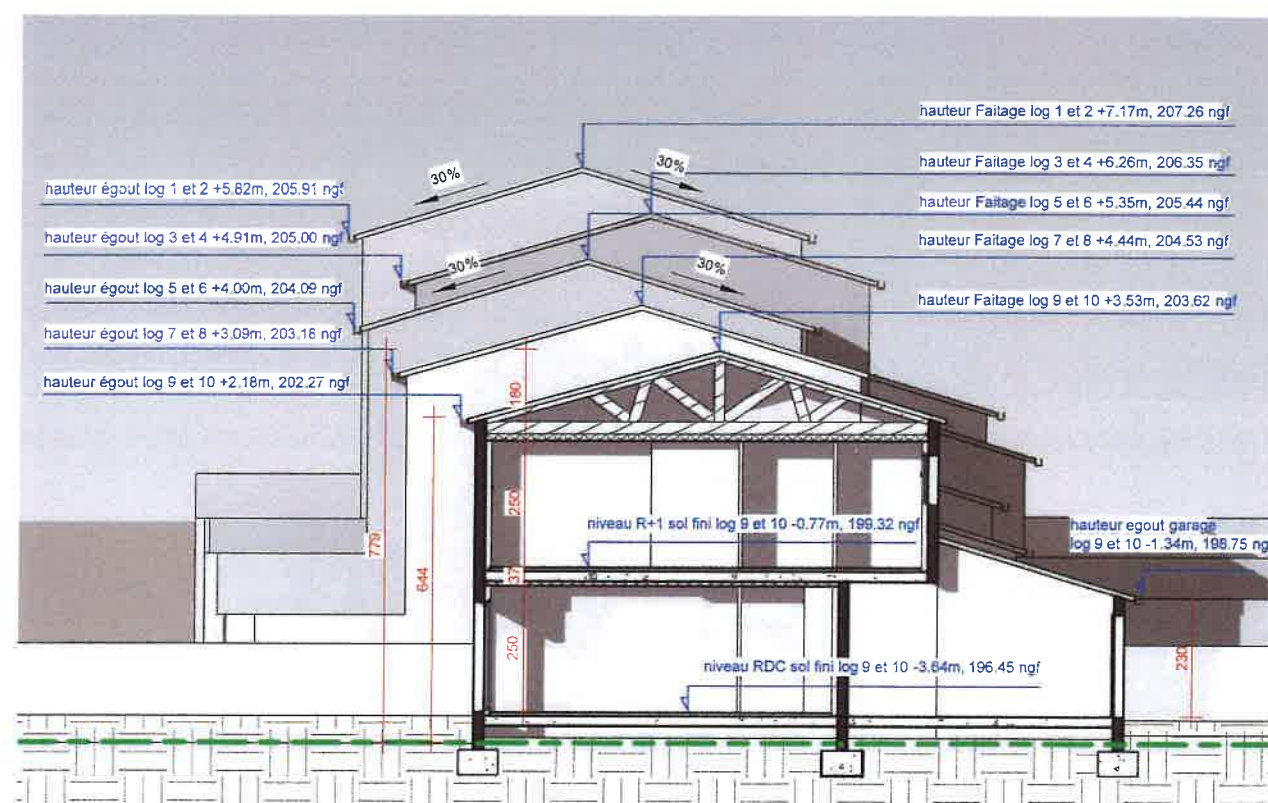 hauteur Faitage log 1 et 2 +7.17m, 207.26 ngf
hauteur Faitage log 3 et 4 +6.26m, 206.35 ngf
hauteur Faitage log 5 et 6 +5.35m, 205.44 ngf
hauteur Faitage log 7 et 8 +4.44m, 204.53 ngf
hauteur Faitage log 9 et 10 +3.53m, 203.62 ngf
30%
30%
30%
30%
hauteur égout log 1 et 2 +5.82m, 205.91 ngf
hauteur égout log 3 et 4 +4.91m, 205.00 ngf
hauteur égout log 5 et 6 +4.00m, 204.09 ngf
hauteur égout log 7 et 8 +3.09m, 203.18 ngf
hauteur égout log 9 et 10 +2.18m, 202.27 ngf
180
250
37
250
779
644
niveau R+1 sol fini log 9 et 10 -0.77m, 199.32 ngf
hauteur egout garage
log 9 et 10 -1.34m, 198.75 ng
niveau RDC sol fini log 9 et 10 -3.64m, 196.45 ngf
230